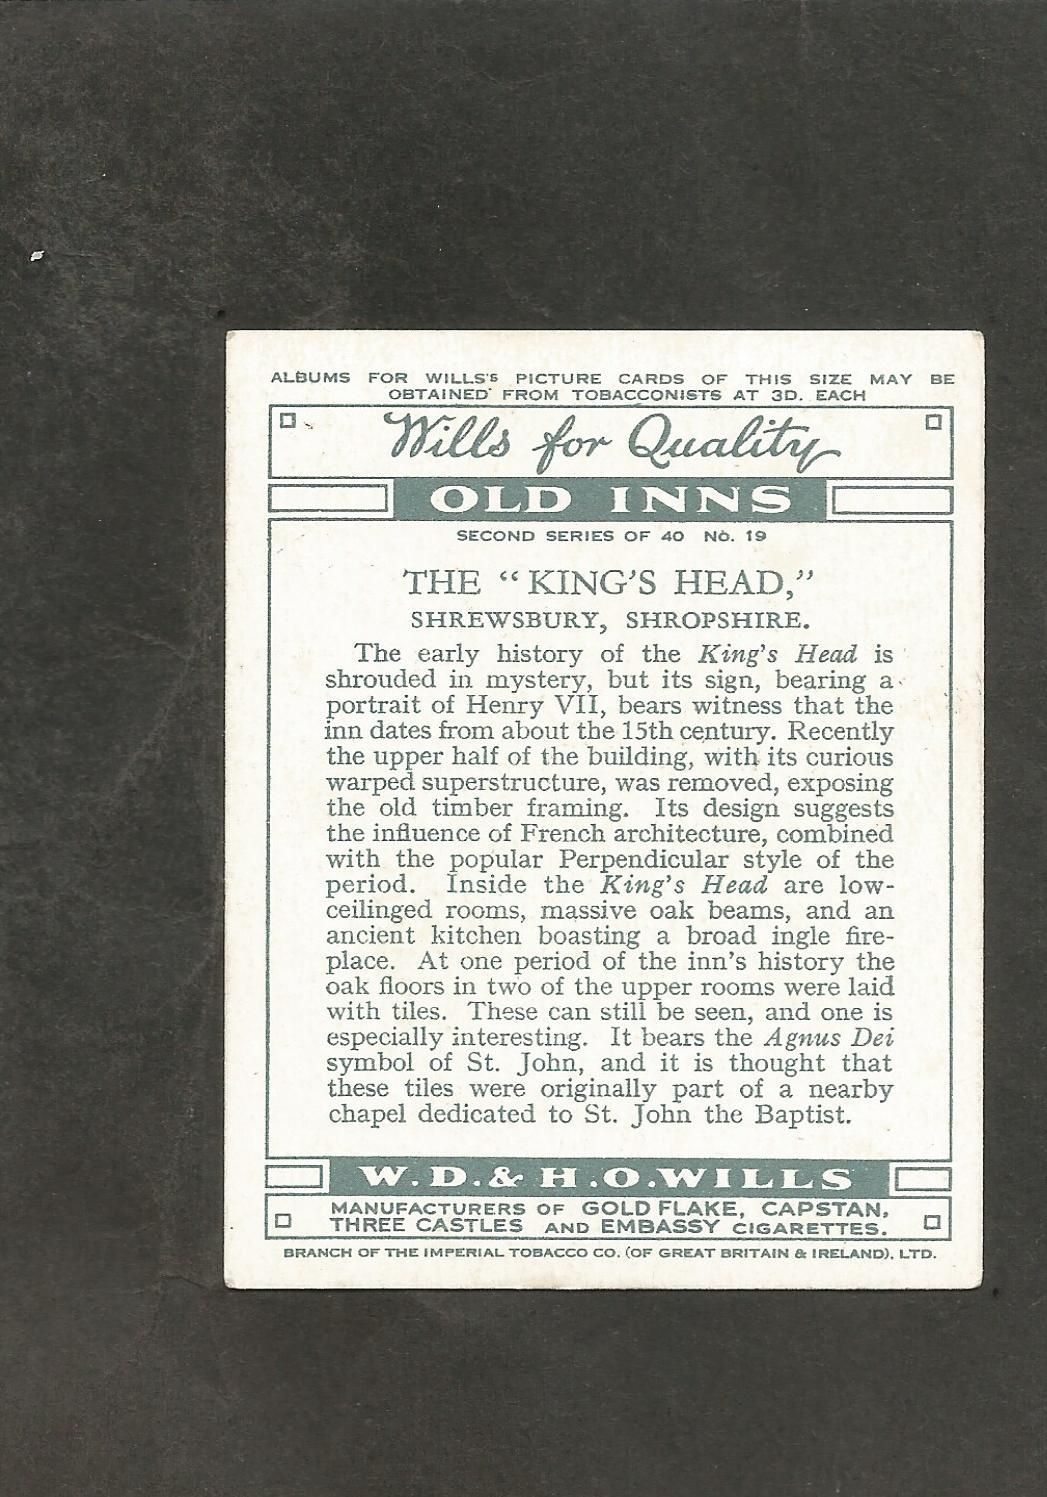 ALBUMS FOR WILLS'S PICTURE CARDS OF THIS SIZE MAY BE
OBTAINED FROM TOBACCONISTS AT 3D. EACH
Wills for Quality
OLD INNS
SECOND SERIES OF 40 No. 19
THE "KING'S HEAD,"
SHREWSBURY, SHROPSHIRE.
The early history of the King's Head is
shrouded in mystery, but its sign, bearing a
portrait of Henry VII, bears witness that the
inn dates from about the 15th century. Recently
the upper half of the building, with its curious
warped superstructure, was removed, exposing
the old timber framing. Its design suggests
the influence of French architecture, combined
with the popular Perpendicular style of the
period. Inside the King's Head are low-
ceilinged rooms, massive oak beams, and an
ancient kitchen boasting a broad ingle fire-
place. At one period of the inn's history the
oak floors in two of the upper rooms were laid
with tiles. These can still be seen, and one is
especially interesting. It bears the Agnus Dei
symbol of St. John, and it is thought that
these tiles were originally part of a nearby
chapel dedicated to St. John the Baptist.
W.D.& H.O.WILLS
MANUFACTURERS OF GOLD FLAKE, CAPSTAN,
THREE CASTLES AND EMBASSY CIGARETTES.
BRANCH OF THE IMPERIAL TOBACCO CO. (OF GREAT BRITAIN & IRELAND), LTD.